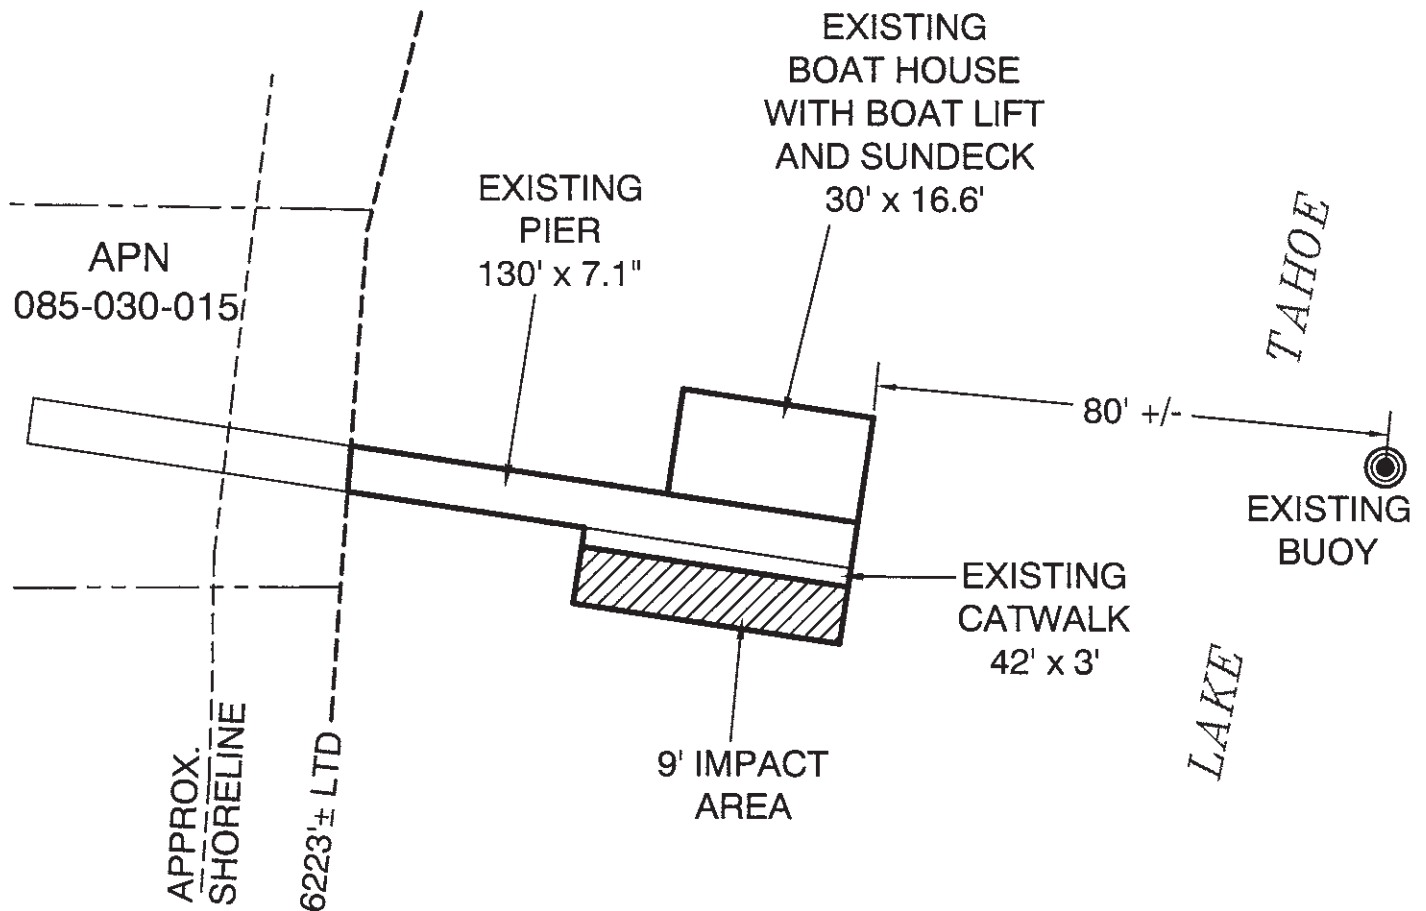 EXISTING
BOAT HOUSE
WITH BOAT LIFT
AND SUNDECK
30' x 16.6'
EXISTING
PIER
130' x 7.1"
APN
085-030-015
TAHOE
80' +/-
EXISTING
BUOY
EXISTING
CATWALK
42' x 3'
LAKE
9' IMPACT
AREA
APPROX.
SHORELINE
6223'± LTD